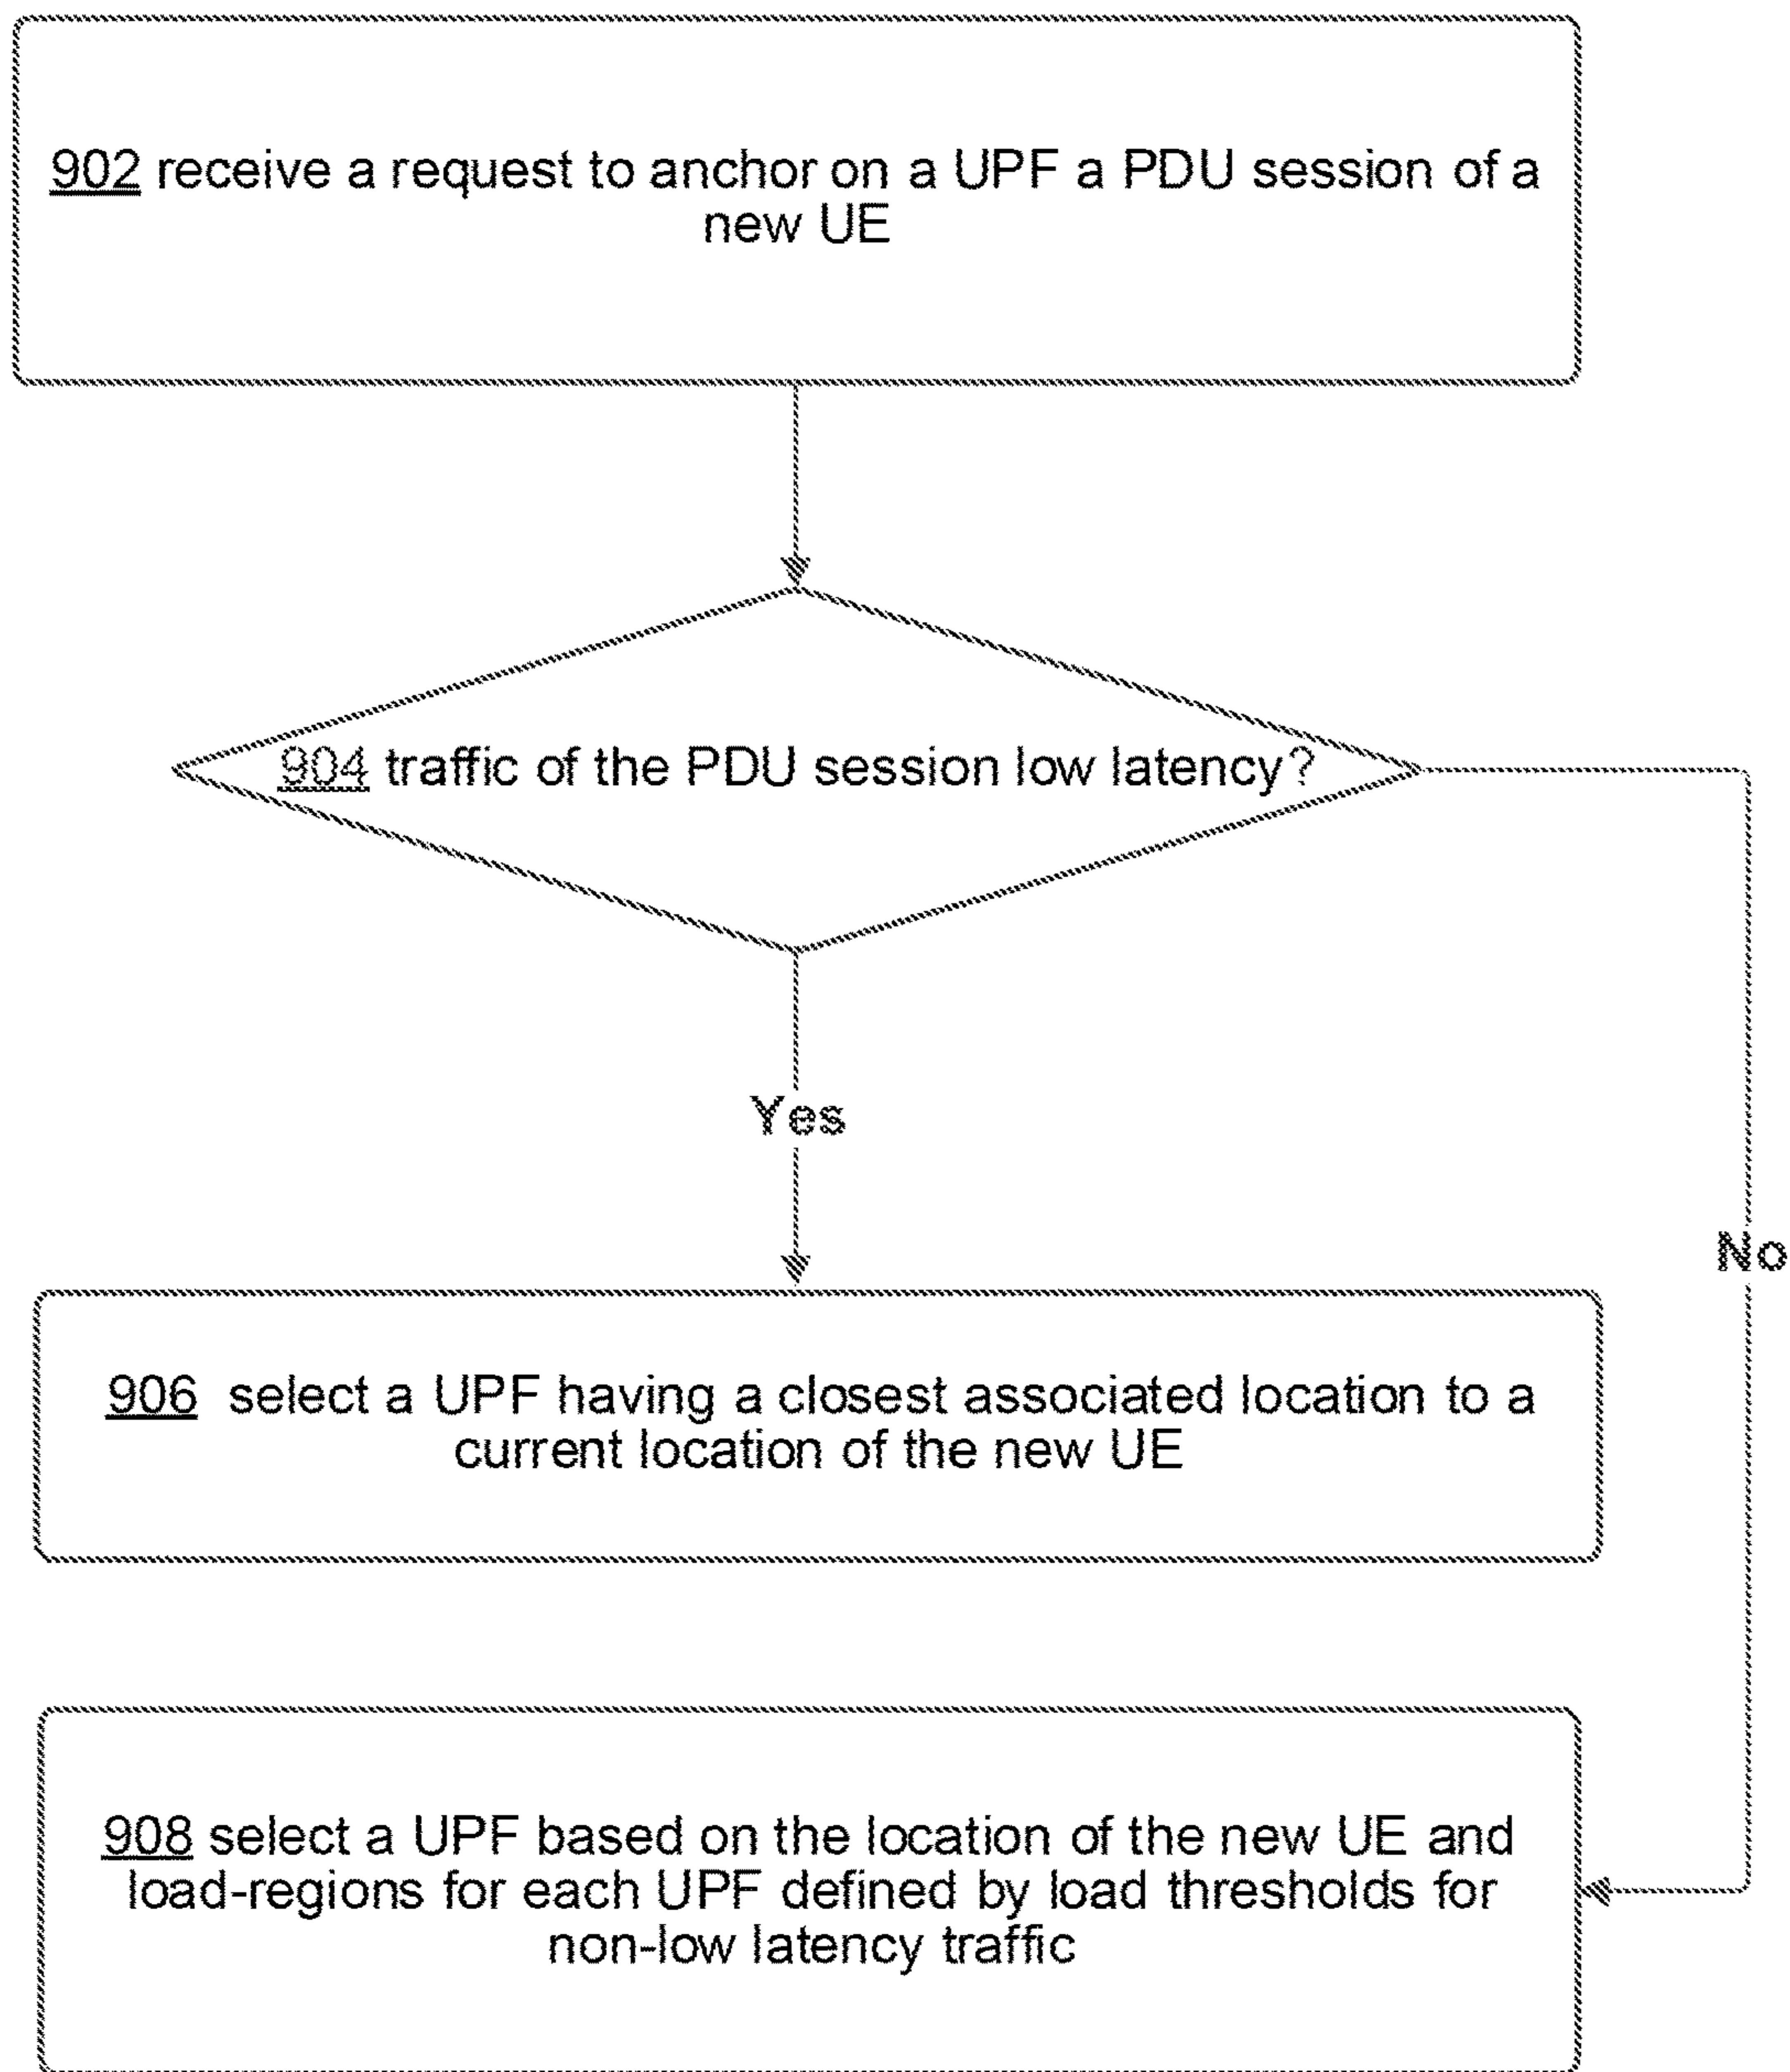 902 receive a request to anchor on a UPF a PDU session of a
new UE
904 traffic of the PDU session low latency?
Yes
No
906 select a UPF having a closest associated location to a
current location of the new UE
908 select a UPF based on the location of the new UE and
load-regions for each UPF defined by load thresholds for
non-low latency traffic